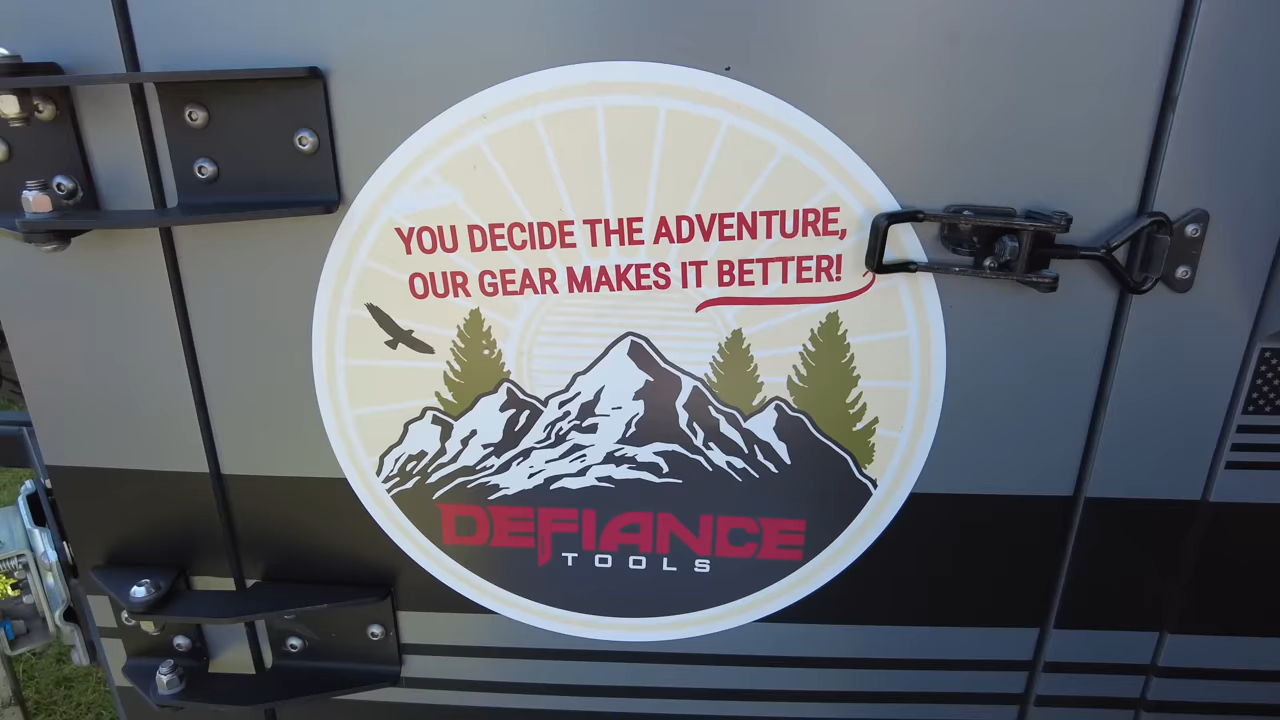 YOU DECIDE THE ADVENTURE,
OUR GEAR MAKES IT BETTER!
DEFIANCE
TOOLS